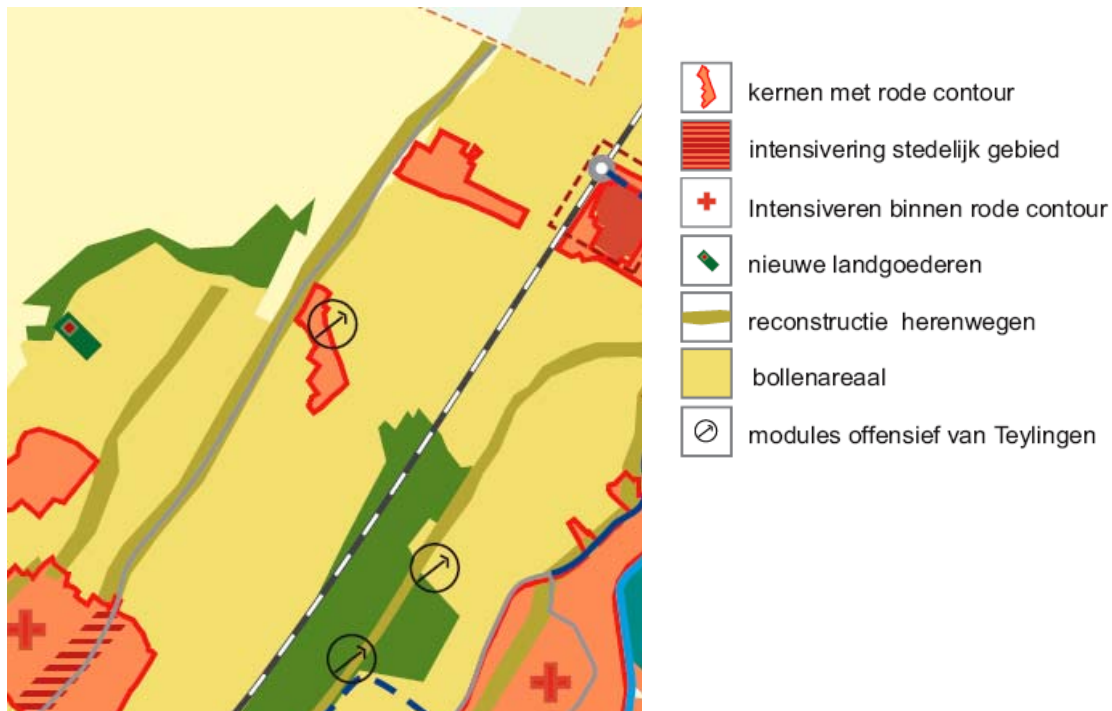 kernen met rode contour
intensivering stedelijk gebied
Intensiveren binnen rode contour
nieuwe landgoederen
reconstructie herenwegen
bollenareaal
modules offensief van Teylingen